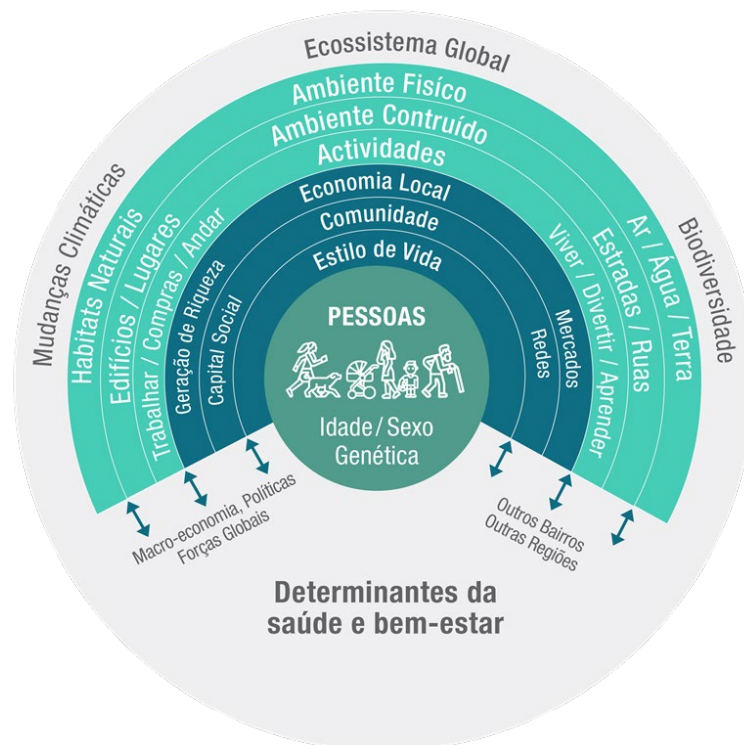 Ecossistema Global
Mudanças Climáticas
Biodiversidade
Ambiente Fisíco
Habitats Naturais
Ar / Água / Terra
Ambiente Contruído
Edifícios / Lugares
Estradas / Ruas
Actividades
Trabalhar / Compras / Andar
Viver / Divertir / Aprender
Economia Local
Geração de Riqueza
Mercados
Comunidade
Capital Social
Redes
Estilo de Vida
PESSOAS
Idade / Sexo
Genética
Macro-economia, Políticas
Forças Globais
Outros Bairros
Outras Regiões
Determinantes da
saúde e bem-estar